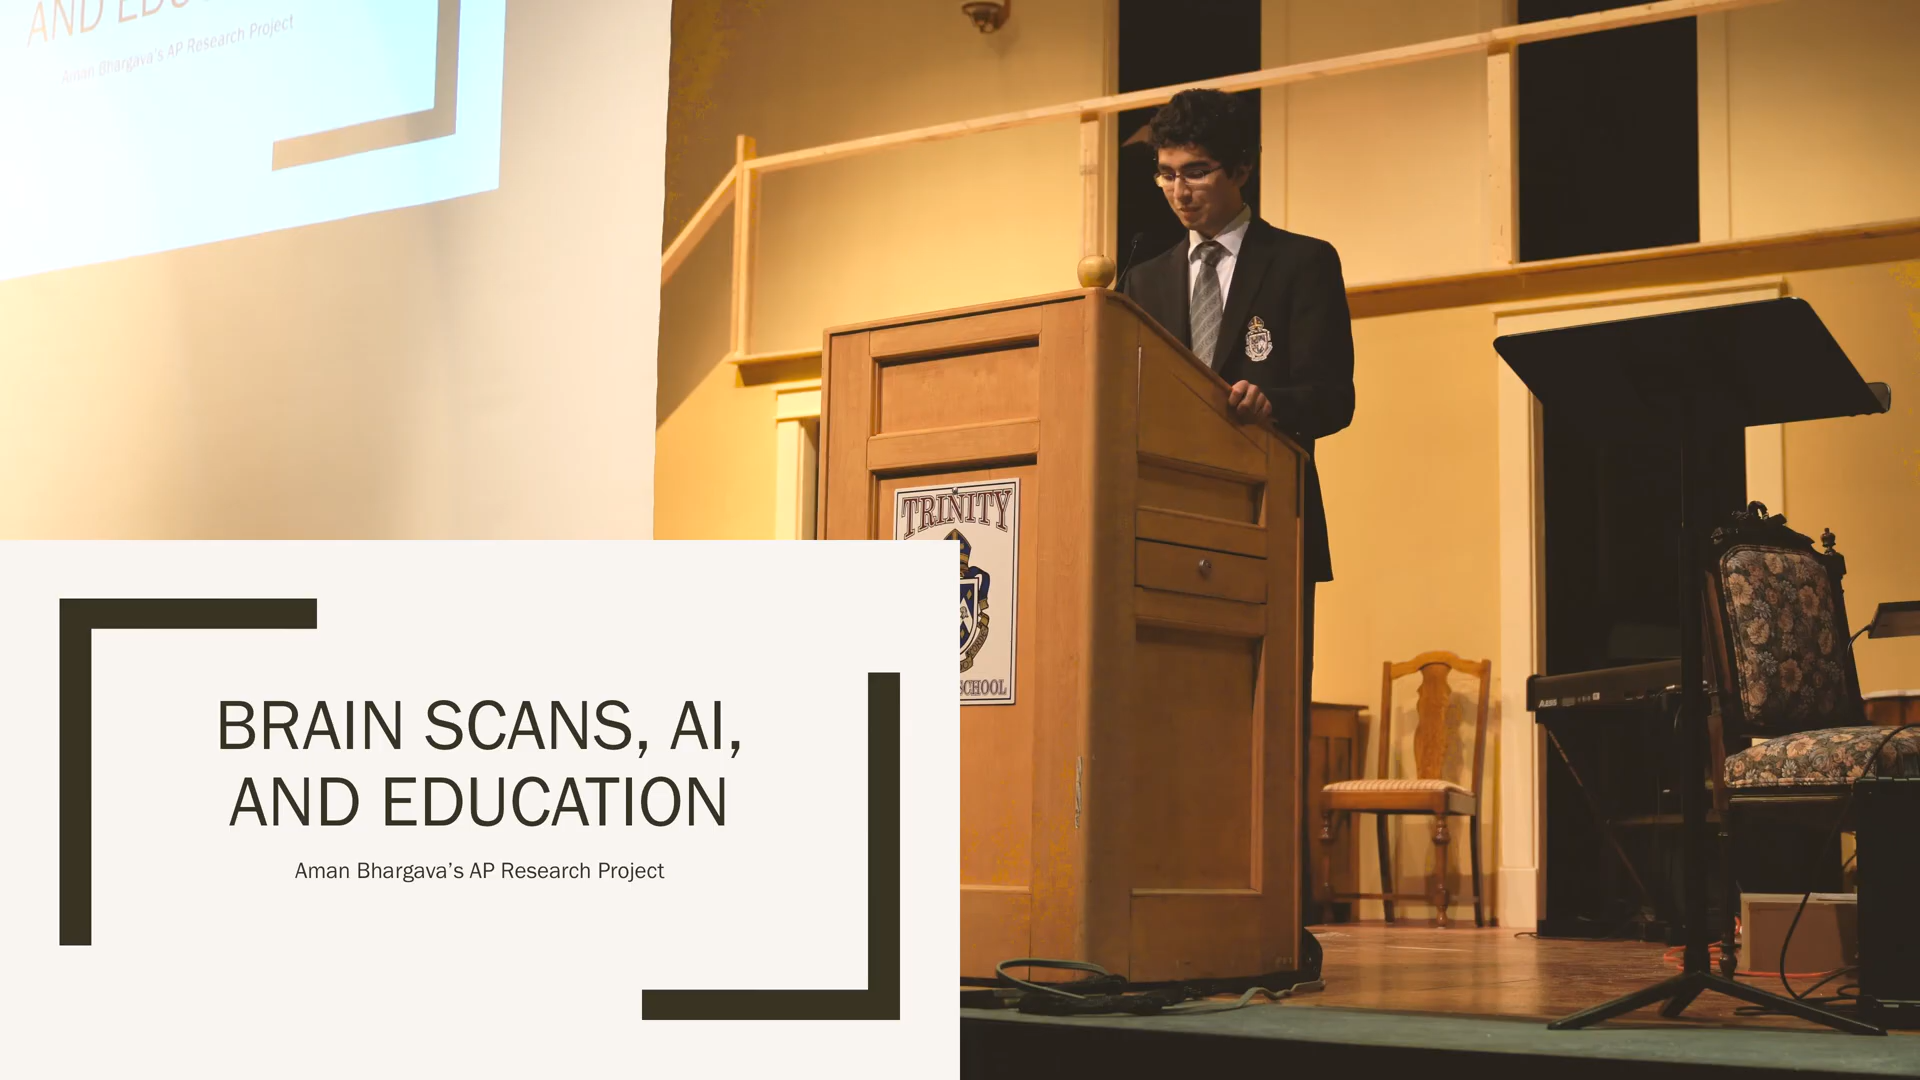 AND EDU
Aman Bhargava's AP Research Project
TRINITY
SCHOOL
ALESIS
BRAIN SCANS, AI,
AND EDUCATION
Aman Bhargava's AP Research Project